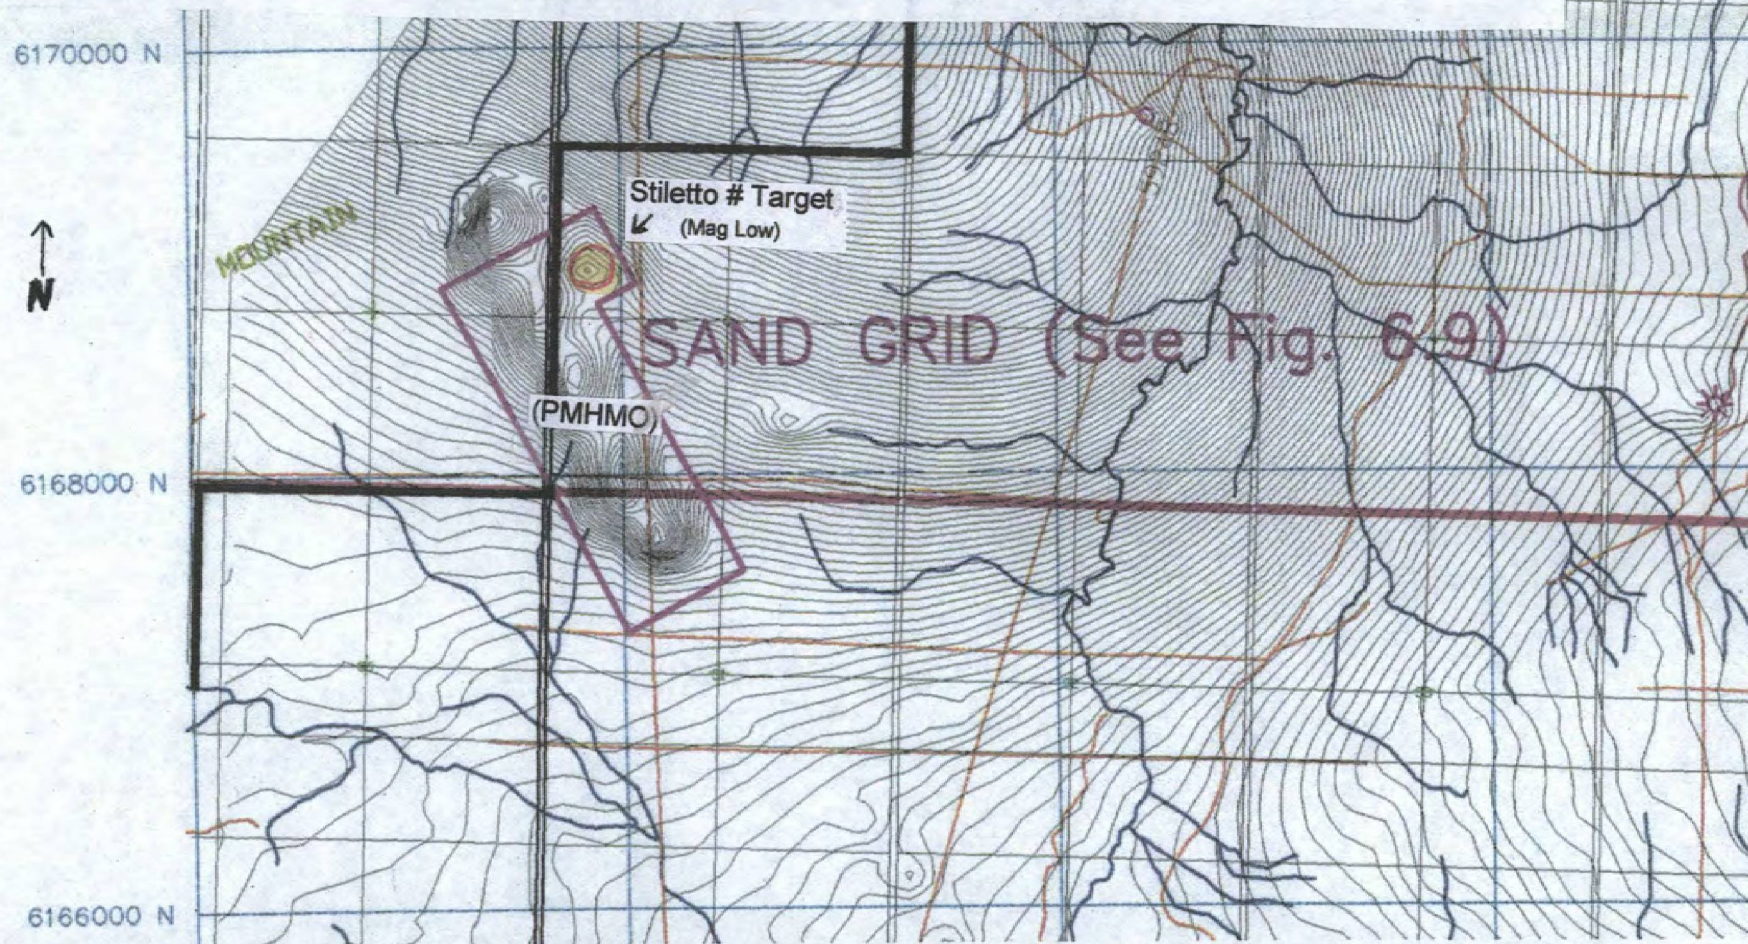 6170000 N
Stiletto # Target
(Mag Low)
MOUNTAIN
N
SAND GRID (See Fig. 6.9)
(PMHMO)
6168000 N
6166000 N